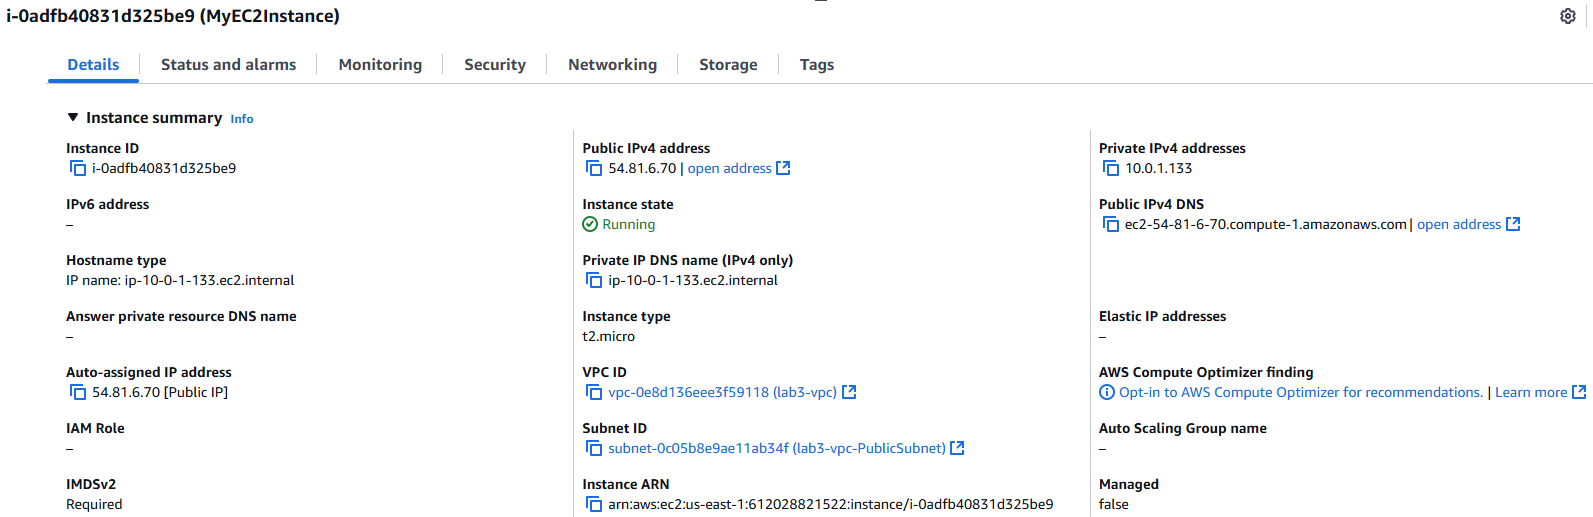 i-0adfb40831d325be9 (MyEC2Instance)
Details Status and alarms Monitoring Security Networking Storage Tags
Instance summary Info
Instance ID
i-0adfb40831d325be9
Public IPv4 address
54.81.6.70 | open address
Private IPv4 addresses
10.0.1.133
IPv6 address
–
Instance state
Running
Public IPv4 DNS
ec2-54-81-6-70.compute-1.amazonaws.com | open address
Hostname type
IP name: ip-10-0-1-133.ec2.internal
Private IP DNS name (IPv4 only)
ip-10-0-1-133.ec2.internal
Answer private resource DNS name
–
Instance type
t2.micro
Elastic IP addresses
–
Auto-assigned IP address
54.81.6.70 [Public IP]
VPC ID
vpc-0e8d136eee3f59118 (lab3-vpc)
AWS Compute Optimizer finding
Opt-in to AWS Compute Optimizer for recommendations. | Learn more
IAM Role
–
Subnet ID
subnet-0c05b8e9ae11ab34f (lab3-vpc-PublicSubnet)
Auto Scaling Group name
–
IMDSv2
Required
Instance ARN
arn:aws:ec2:us-east-1:612028821522:instance/i-0adfb40831d325be9
Managed
false